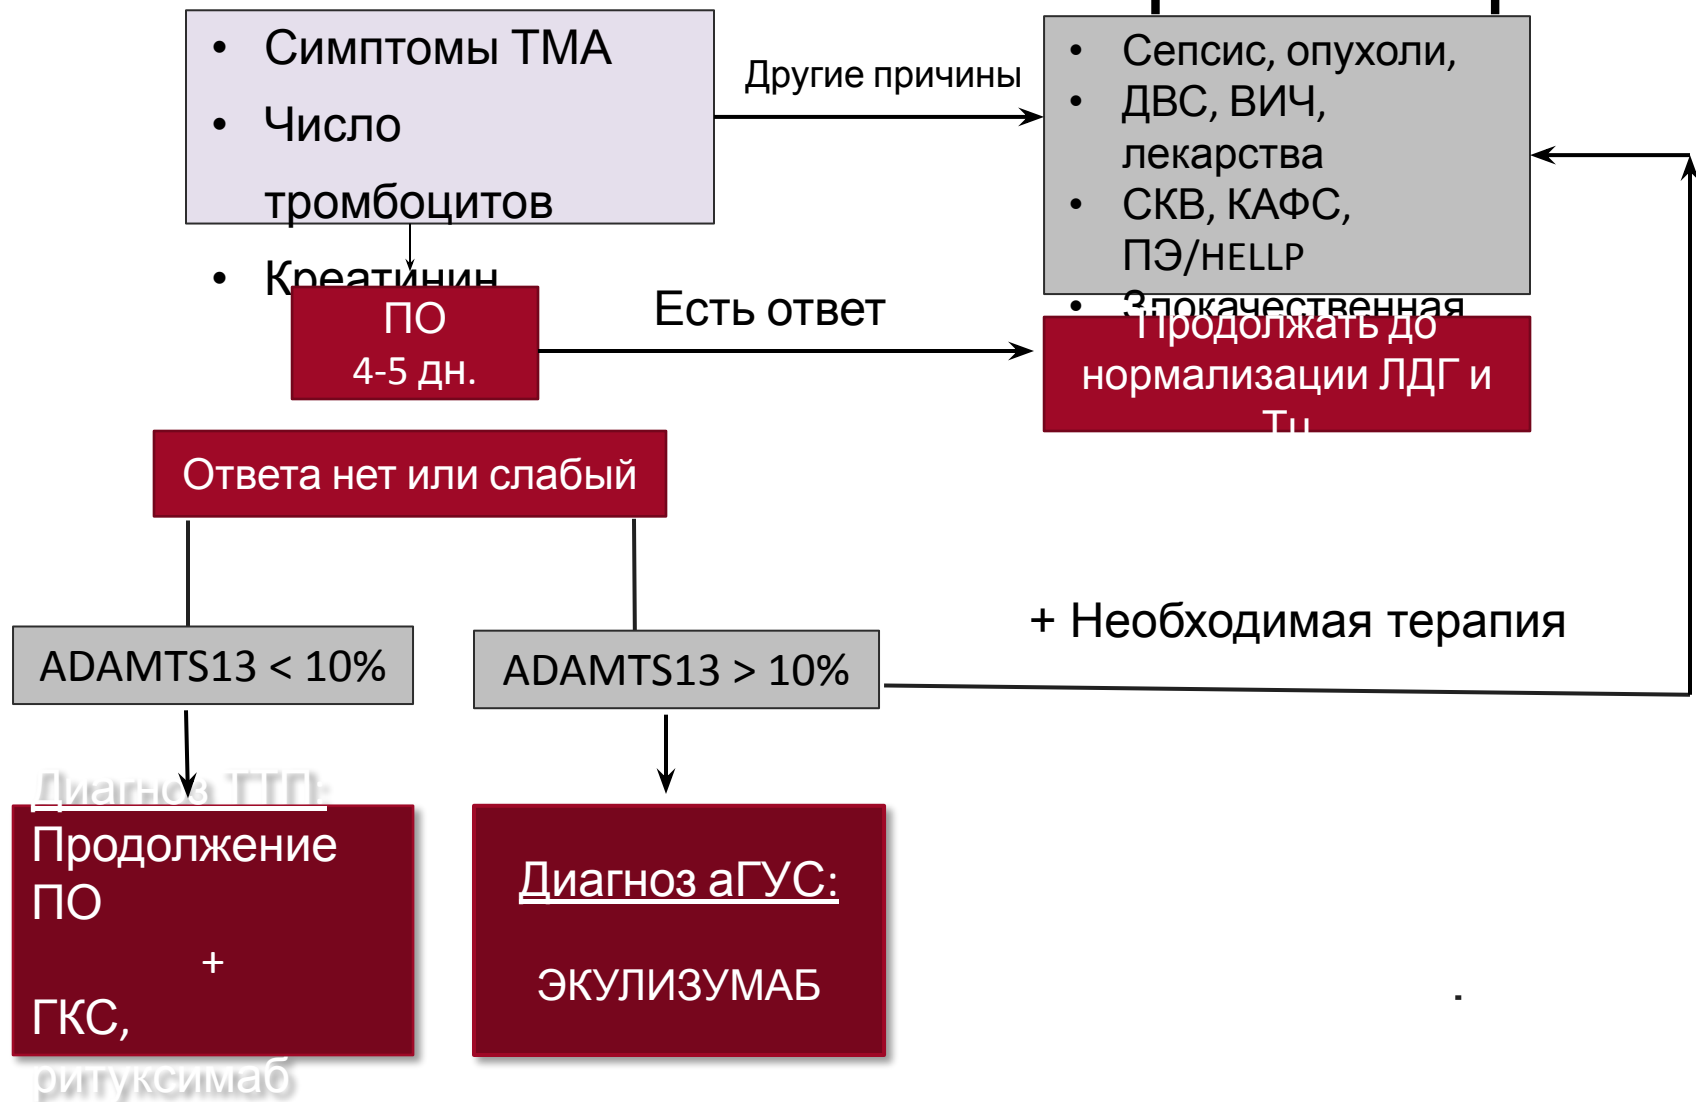 • Симптомы ТМА
• Число
тромбоцитов
• Креатинин
Другие причины
• Сепсис, опухоли,
• ДВС, ВИЧ,
лекарства
• СКВ, КАФС,
ПЭ/HELLP
• Злокачественная
ПО
4-5 дн.
Есть ответ
Продолжать до
нормализации ЛДГ и
Тц
Ответа нет или слабый
+ Необходимая терапия
ADAMTS13 < 10%
ADAMTS13 > 10%
Диагноз ТТП:
Продолжение
ПО
+
ГКС,
ритуксимаб
Диагноз аГУС:
ЭКУЛИЗУМАБ
.